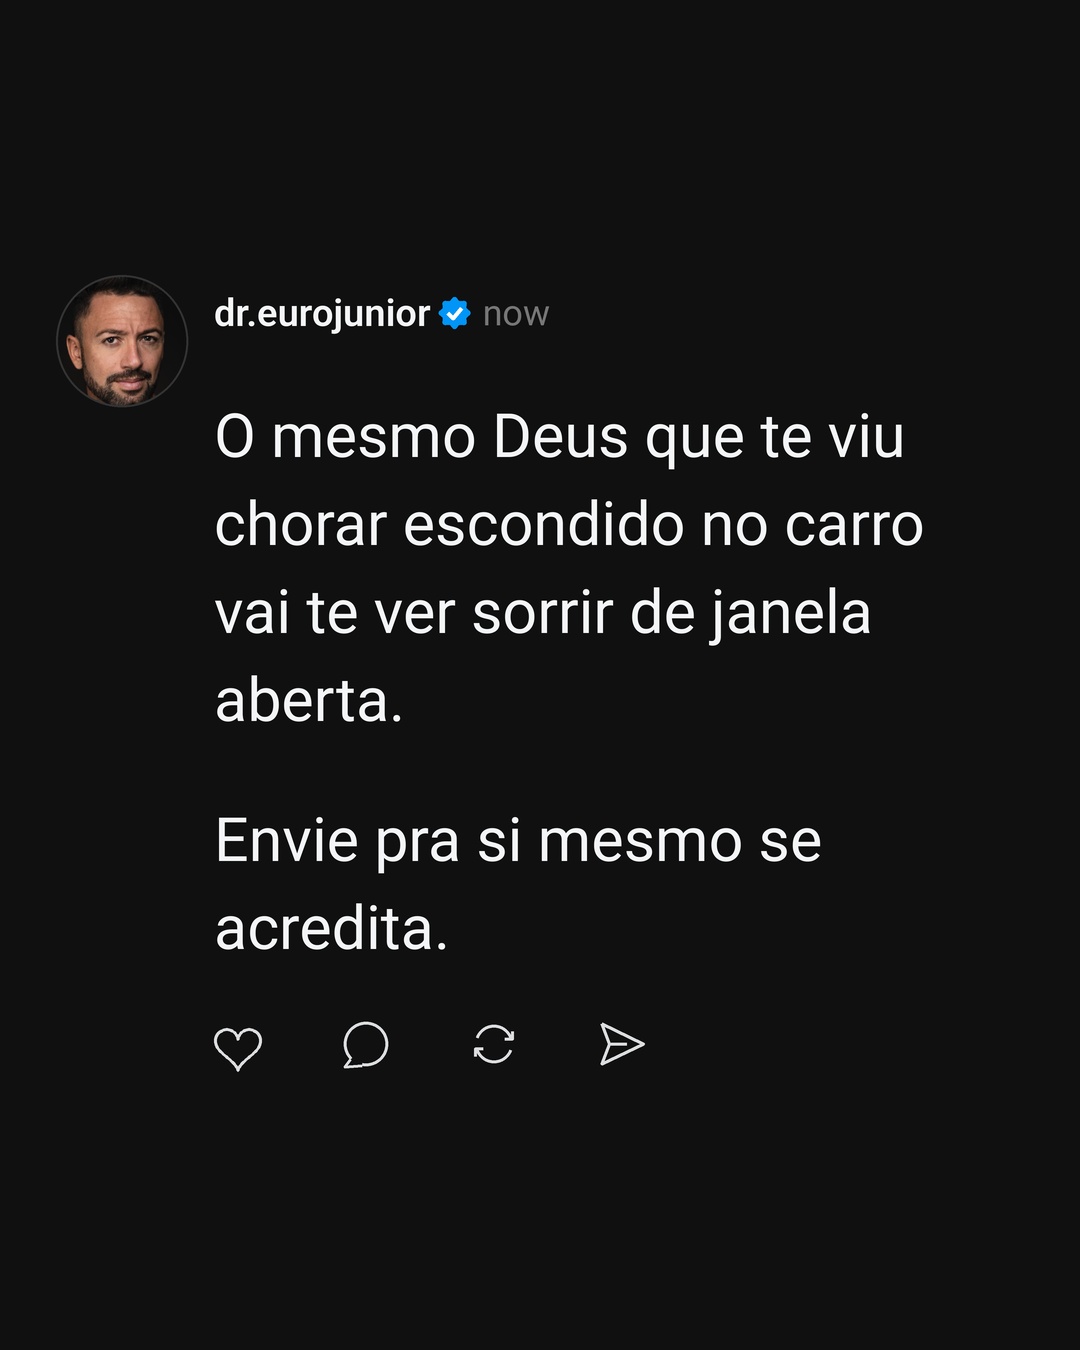 dr.eurojunior now
O mesmo Deus que te viu
chorar escondido no carro
vai te ver sorrir de janela
aberta.
Envie pra si mesmo se
acredita.